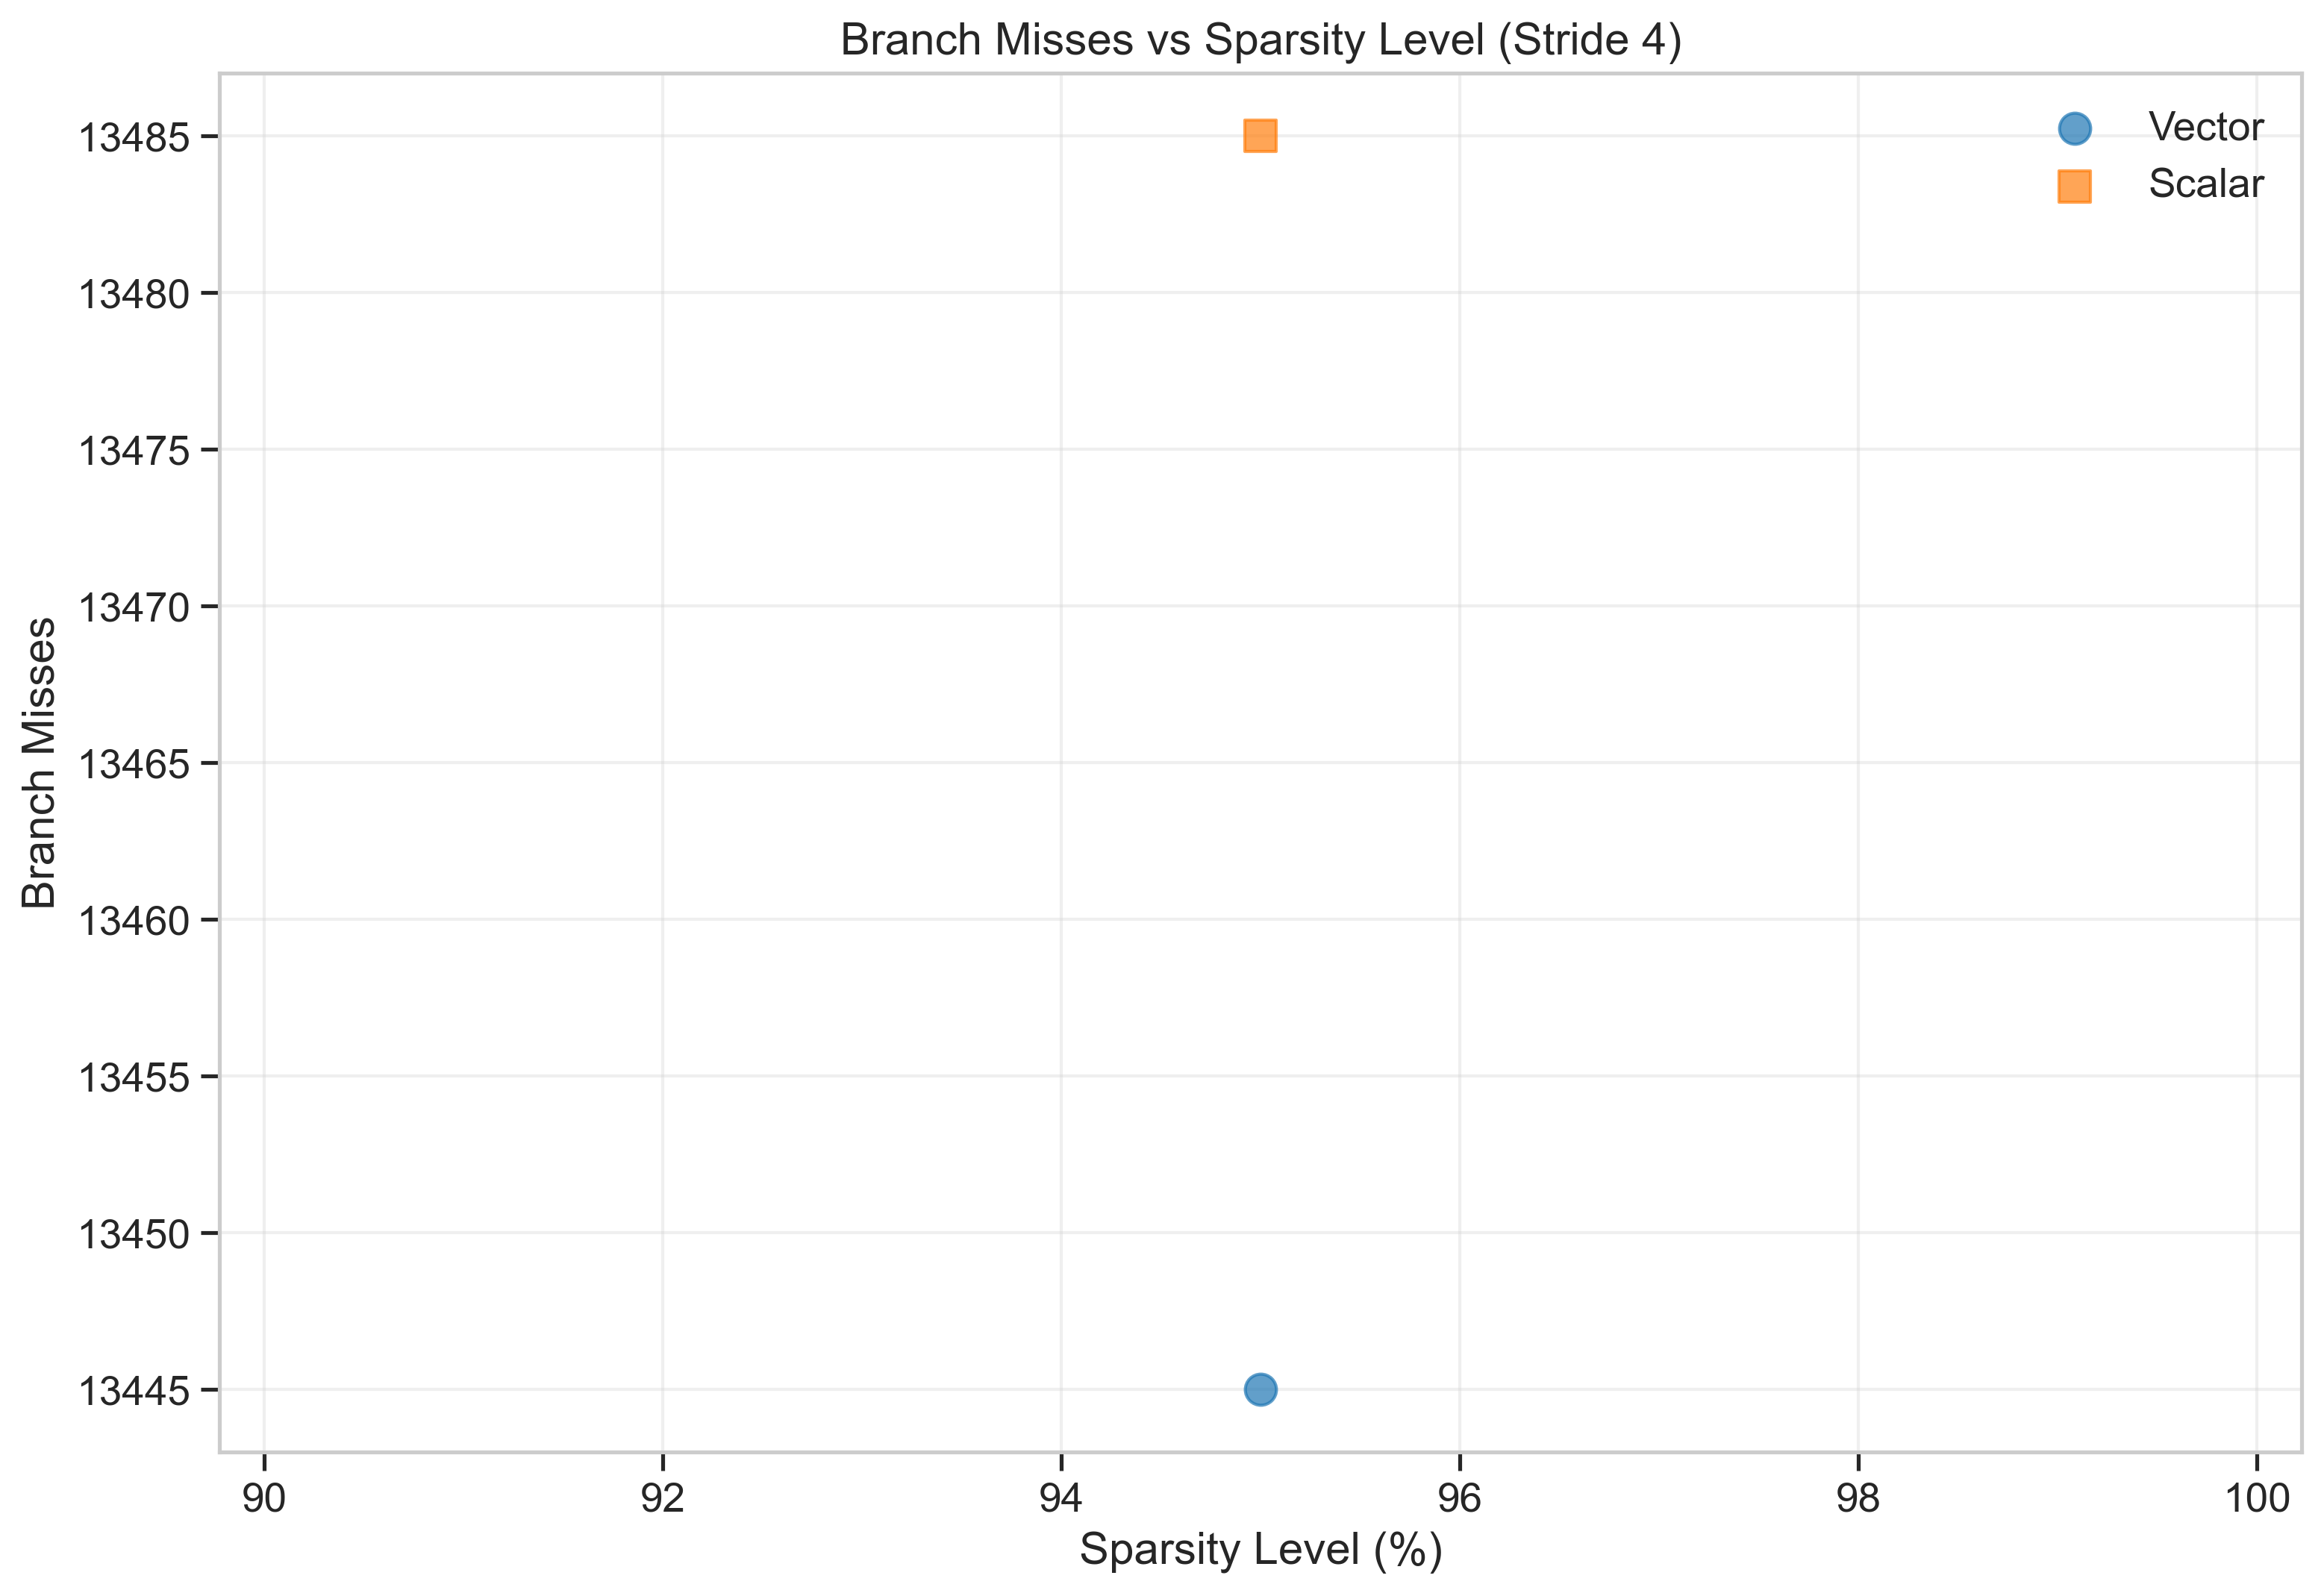 Branch Misses vs Sparsity Level (Stride 4)
Vector
Scalar
Branch Misses
13485
13480
13475
13470
13465
13460
13455
13450
13445
90 92 94 96 98 100
Sparsity Level (%)